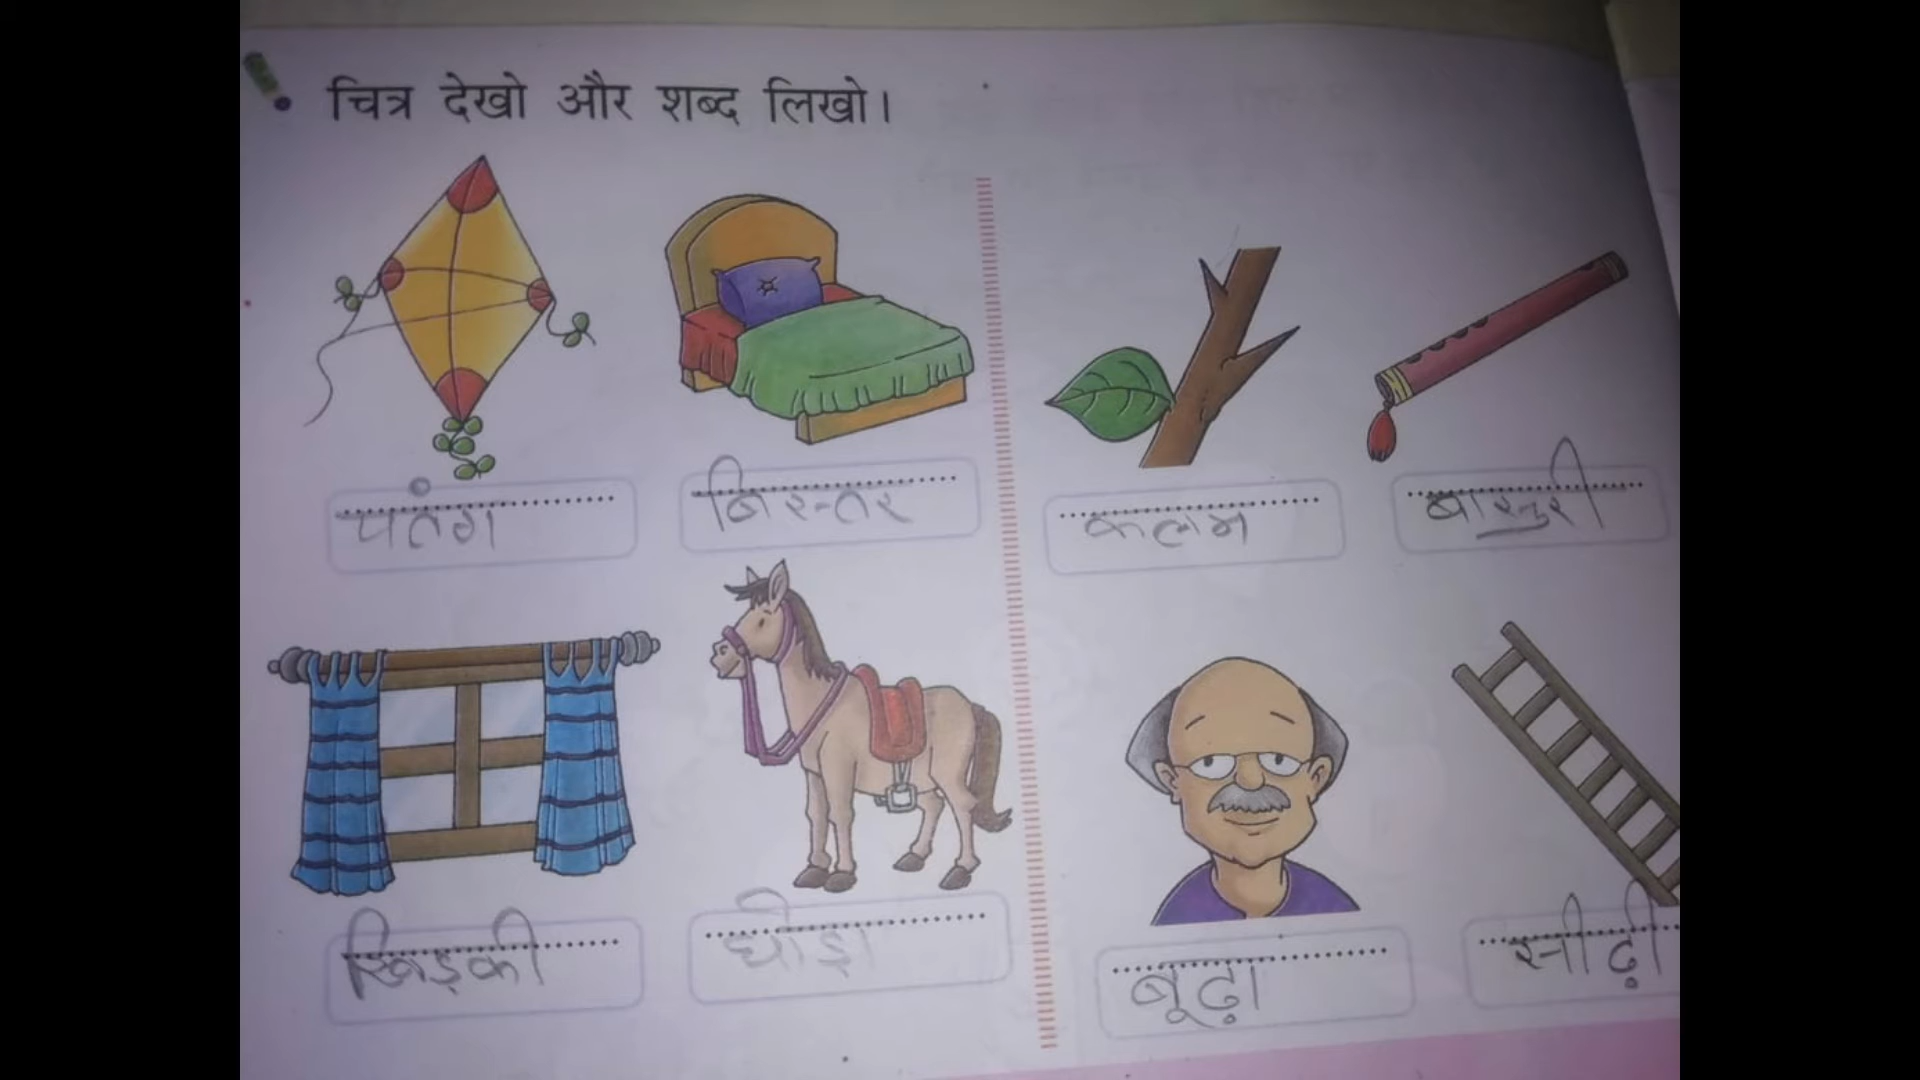 चित्र देखो और शब्द लिखो।
पतंग
बिस्तर
कलम
बासुरी
खिड़की
घोड़ा
बूढ़ा
सीढ़ी